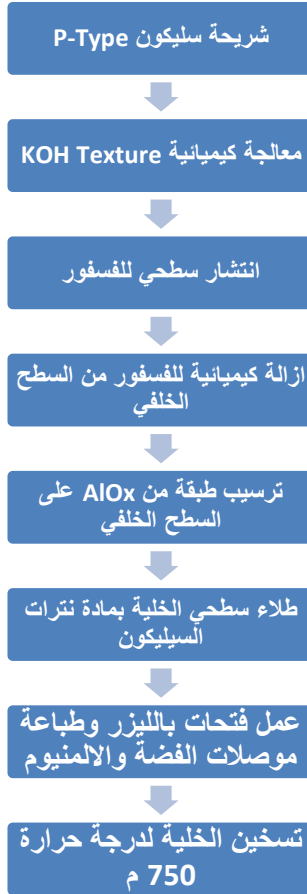 شريحة سليكون P-Type
معالجة كيميائية KOH Texture
انتشار سطحي للفسفور
ازالة كيميائية للفسفور من السطح
الخلفي
ترسيب طبقة من AlOx على
السطح الخلفي
طلاء سطحي الخلية بمادة نترات
السيليكون
عمل فتحات بالليزر وطباعة
موصلات الفضة والالمنيوم
تسخين الخلية لدرجة حرارة
750 م